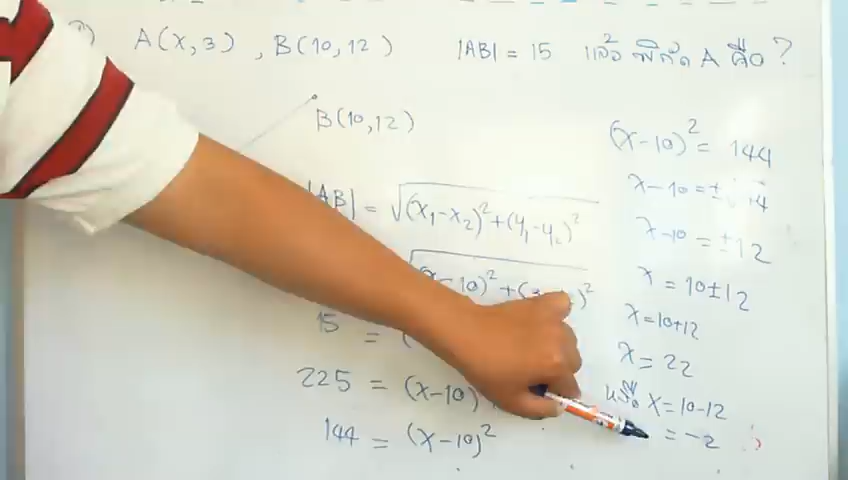 A(x,3) , B(10,12) |AB| = 15 แล้ว พิกัด A คือ ?
B(10,12)
|AB| = √(x₁-x₂)²+(y₁-y₂)²
15 =
225 = (x-10)
144 = (x-10)²
(x-10)² = 144
x-10 = ±
x-10 = ±12
x = 10±12
x=10+12
x = 22
หรือ x=10-12
= -2